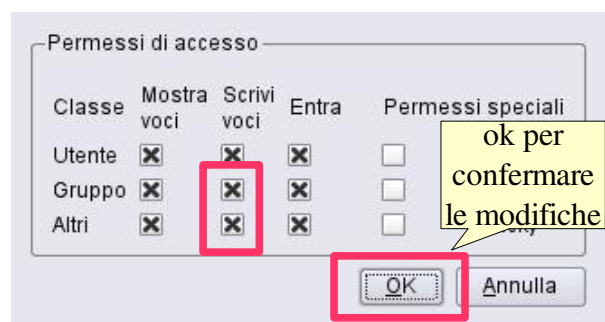 Permessi di accesso
Classe Mostra voci Scrivi voci Entra Permessi speciali
Utente
Gruppo
Altri
ok per
confermare
le modifiche
OK Annulla